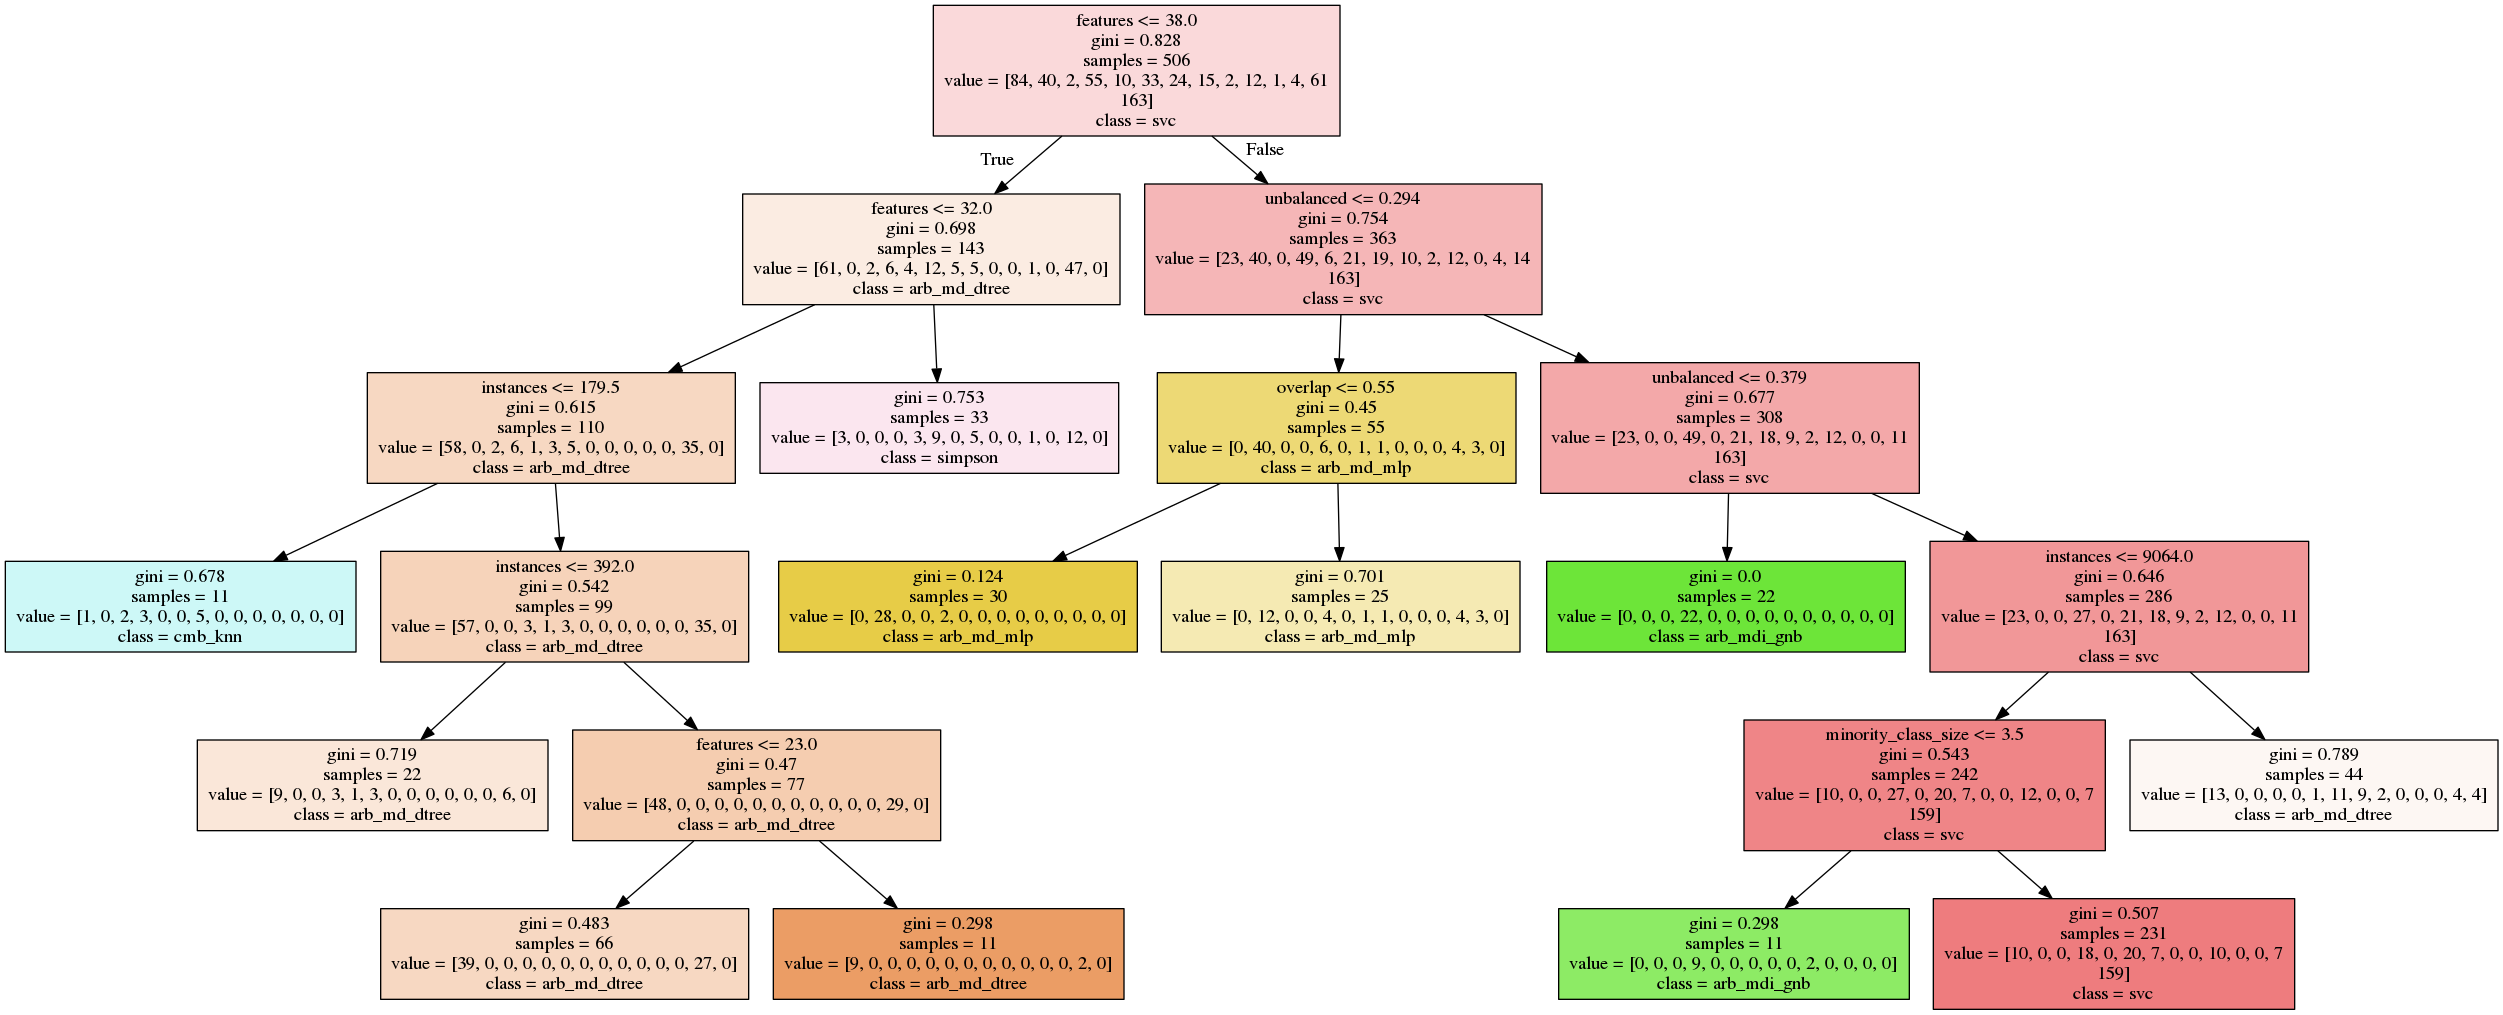 features <= 38.0
gini = 0.828
samples = 506
value = [84, 40, 2, 55, 10, 33, 24, 15, 2, 12, 1, 4, 61
163]
class = svc
True
False
features <= 32.0
gini = 0.698
samples = 143
value = [61, 0, 2, 6, 4, 12, 5, 5, 0, 0, 1, 0, 47, 0]
class = arb_md_dtree
unbalanced <= 0.294
gini = 0.754
samples = 363
value = [23, 40, 0, 49, 6, 21, 19, 10, 2, 12, 0, 4, 14
163]
class = svc
instances <= 179.5
gini = 0.615
samples = 110
value = [58, 0, 2, 6, 1, 3, 5, 0, 0, 0, 0, 0, 35, 0]
class = arb_md_dtree
gini = 0.753
samples = 33
value = [3, 0, 0, 0, 3, 9, 0, 5, 0, 0, 1, 0, 12, 0]
class = simpson
overlap <= 0.55
gini = 0.45
samples = 55
value = [0, 40, 0, 0, 6, 0, 1, 1, 0, 0, 0, 4, 3, 0]
class = arb_md_mlp
unbalanced <= 0.379
gini = 0.677
samples = 308
value = [23, 0, 0, 49, 0, 21, 18, 9, 2, 12, 0, 0, 11
163]
class = svc
gini = 0.678
samples = 11
value = [1, 0, 2, 3, 0, 0, 5, 0, 0, 0, 0, 0, 0, 0]
class = cmb_knn
instances <= 392.0
gini = 0.542
samples = 99
value = [57, 0, 0, 3, 1, 3, 0, 0, 0, 0, 0, 0, 35, 0]
class = arb_md_dtree
gini = 0.124
samples = 30
value = [0, 28, 0, 0, 2, 0, 0, 0, 0, 0, 0, 0, 0, 0]
class = arb_md_mlp
gini = 0.701
samples = 25
value = [0, 12, 0, 0, 4, 0, 1, 1, 0, 0, 0, 4, 3, 0]
class = arb_md_mlp
gini = 0.0
samples = 22
value = [0, 0, 0, 22, 0, 0, 0, 0, 0, 0, 0, 0, 0, 0]
class = arb_mdi_gnb
instances <= 9064.0
gini = 0.646
samples = 286
value = [23, 0, 0, 27, 0, 21, 18, 9, 2, 12, 0, 0, 11
163]
class = svc
gini = 0.719
samples = 22
value = [9, 0, 0, 3, 1, 3, 0, 0, 0, 0, 0, 0, 6, 0]
class = arb_md_dtree
features <= 23.0
gini = 0.47
samples = 77
value = [48, 0, 0, 0, 0, 0, 0, 0, 0, 0, 0, 0, 29, 0]
class = arb_md_dtree
minority_class_size <= 3.5
gini = 0.543
samples = 242
value = [10, 0, 0, 27, 0, 20, 7, 0, 0, 12, 0, 0, 7
159]
class = svc
gini = 0.789
samples = 44
value = [13, 0, 0, 0, 0, 1, 11, 9, 2, 0, 0, 0, 4, 4]
class = arb_md_dtree
gini = 0.483
samples = 66
value = [39, 0, 0, 0, 0, 0, 0, 0, 0, 0, 0, 0, 27, 0]
class = arb_md_dtree
gini = 0.298
samples = 11
value = [9, 0, 0, 0, 0, 0, 0, 0, 0, 0, 0, 0, 2, 0]
class = arb_md_dtree
gini = 0.298
samples = 11
value = [0, 0, 0, 9, 0, 0, 0, 0, 0, 2, 0, 0, 0, 0]
class = arb_mdi_gnb
gini = 0.507
samples = 231
value = [10, 0, 0, 18, 0, 20, 7, 0, 0, 10, 0, 0, 7
159]
class = svc